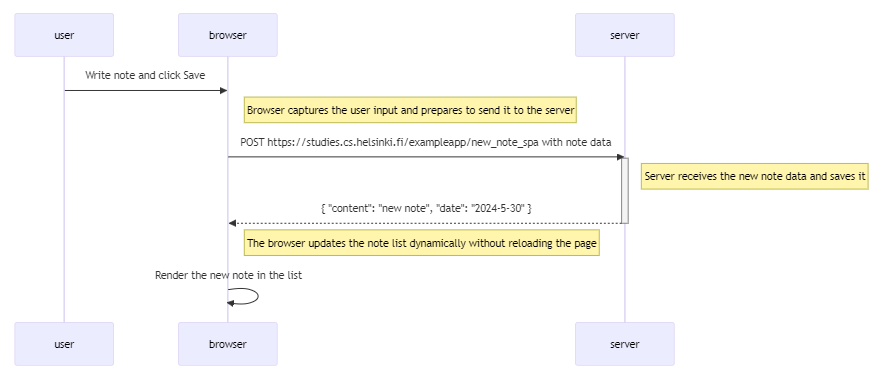 user browser server
Write note and click Save
Browser captures the user input and prepares to send it to the server
POST https://studies.cs.helsinki.fi/exampleapp/new_note_spa with note data
Server receives the new note data and saves it
{ "content": "new note", "date": "2024-5-30" }
The browser updates the note list dynamically without reloading the page
Render the new note in the list
user browser server